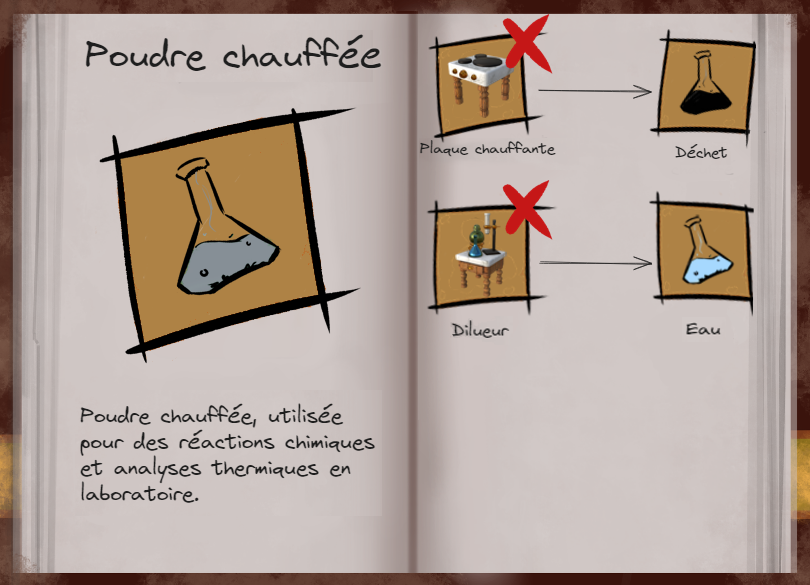 Poudre chauffée
Poudre chauffée, utilisée
pour des réactions chimiques
et analyses thermiques en
laboratoire.
Plaque chauffante
Déchet
Dilueur
Eau